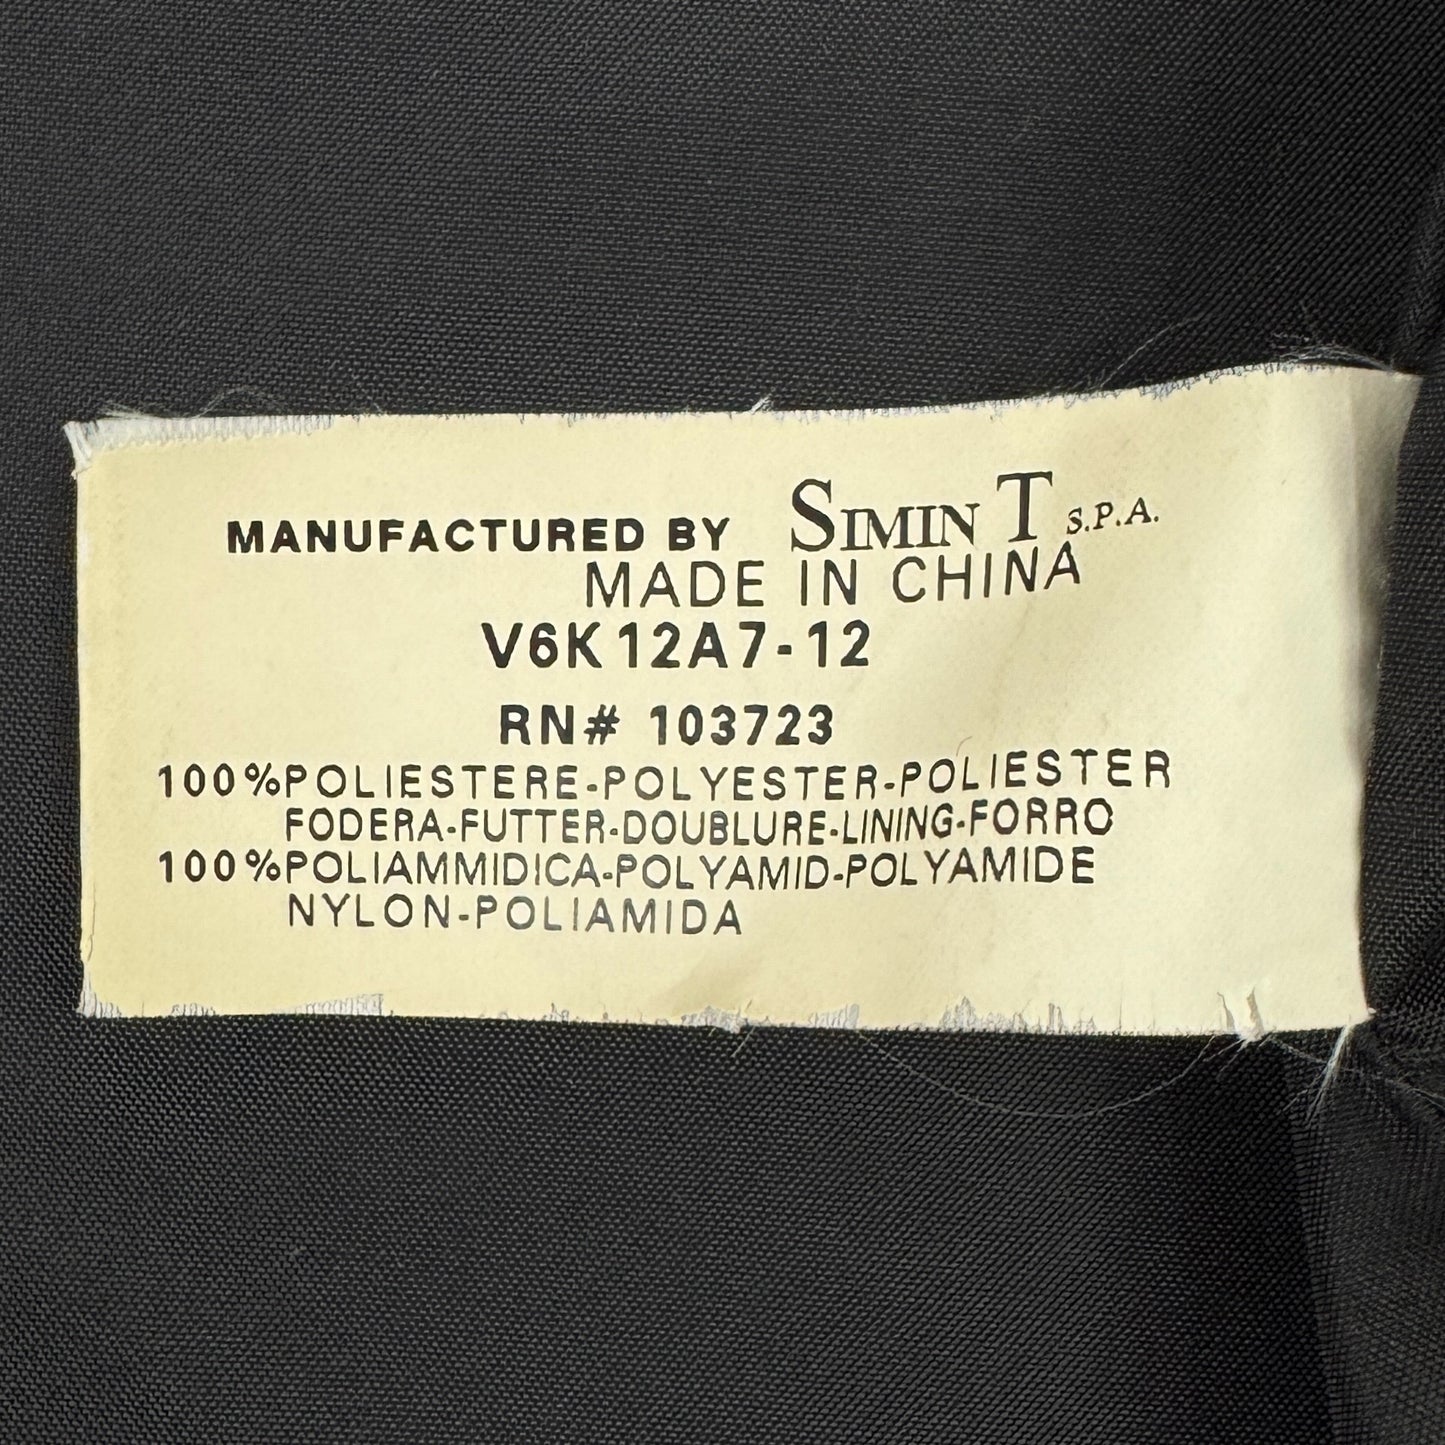 MANUFACTURED BY SIMIN T S.P.A.
MADE IN CHINA
V6K12A7-12
RN# 103723
100%POLIESTERE-POLYESTER-POLIESTER
FODERA-FUTTER-DOUBLURE-LINING-FORRO
100%POLIAMMIDICA-POLYAMID-POLYAMIDE
NYLON-POLIAMIDA